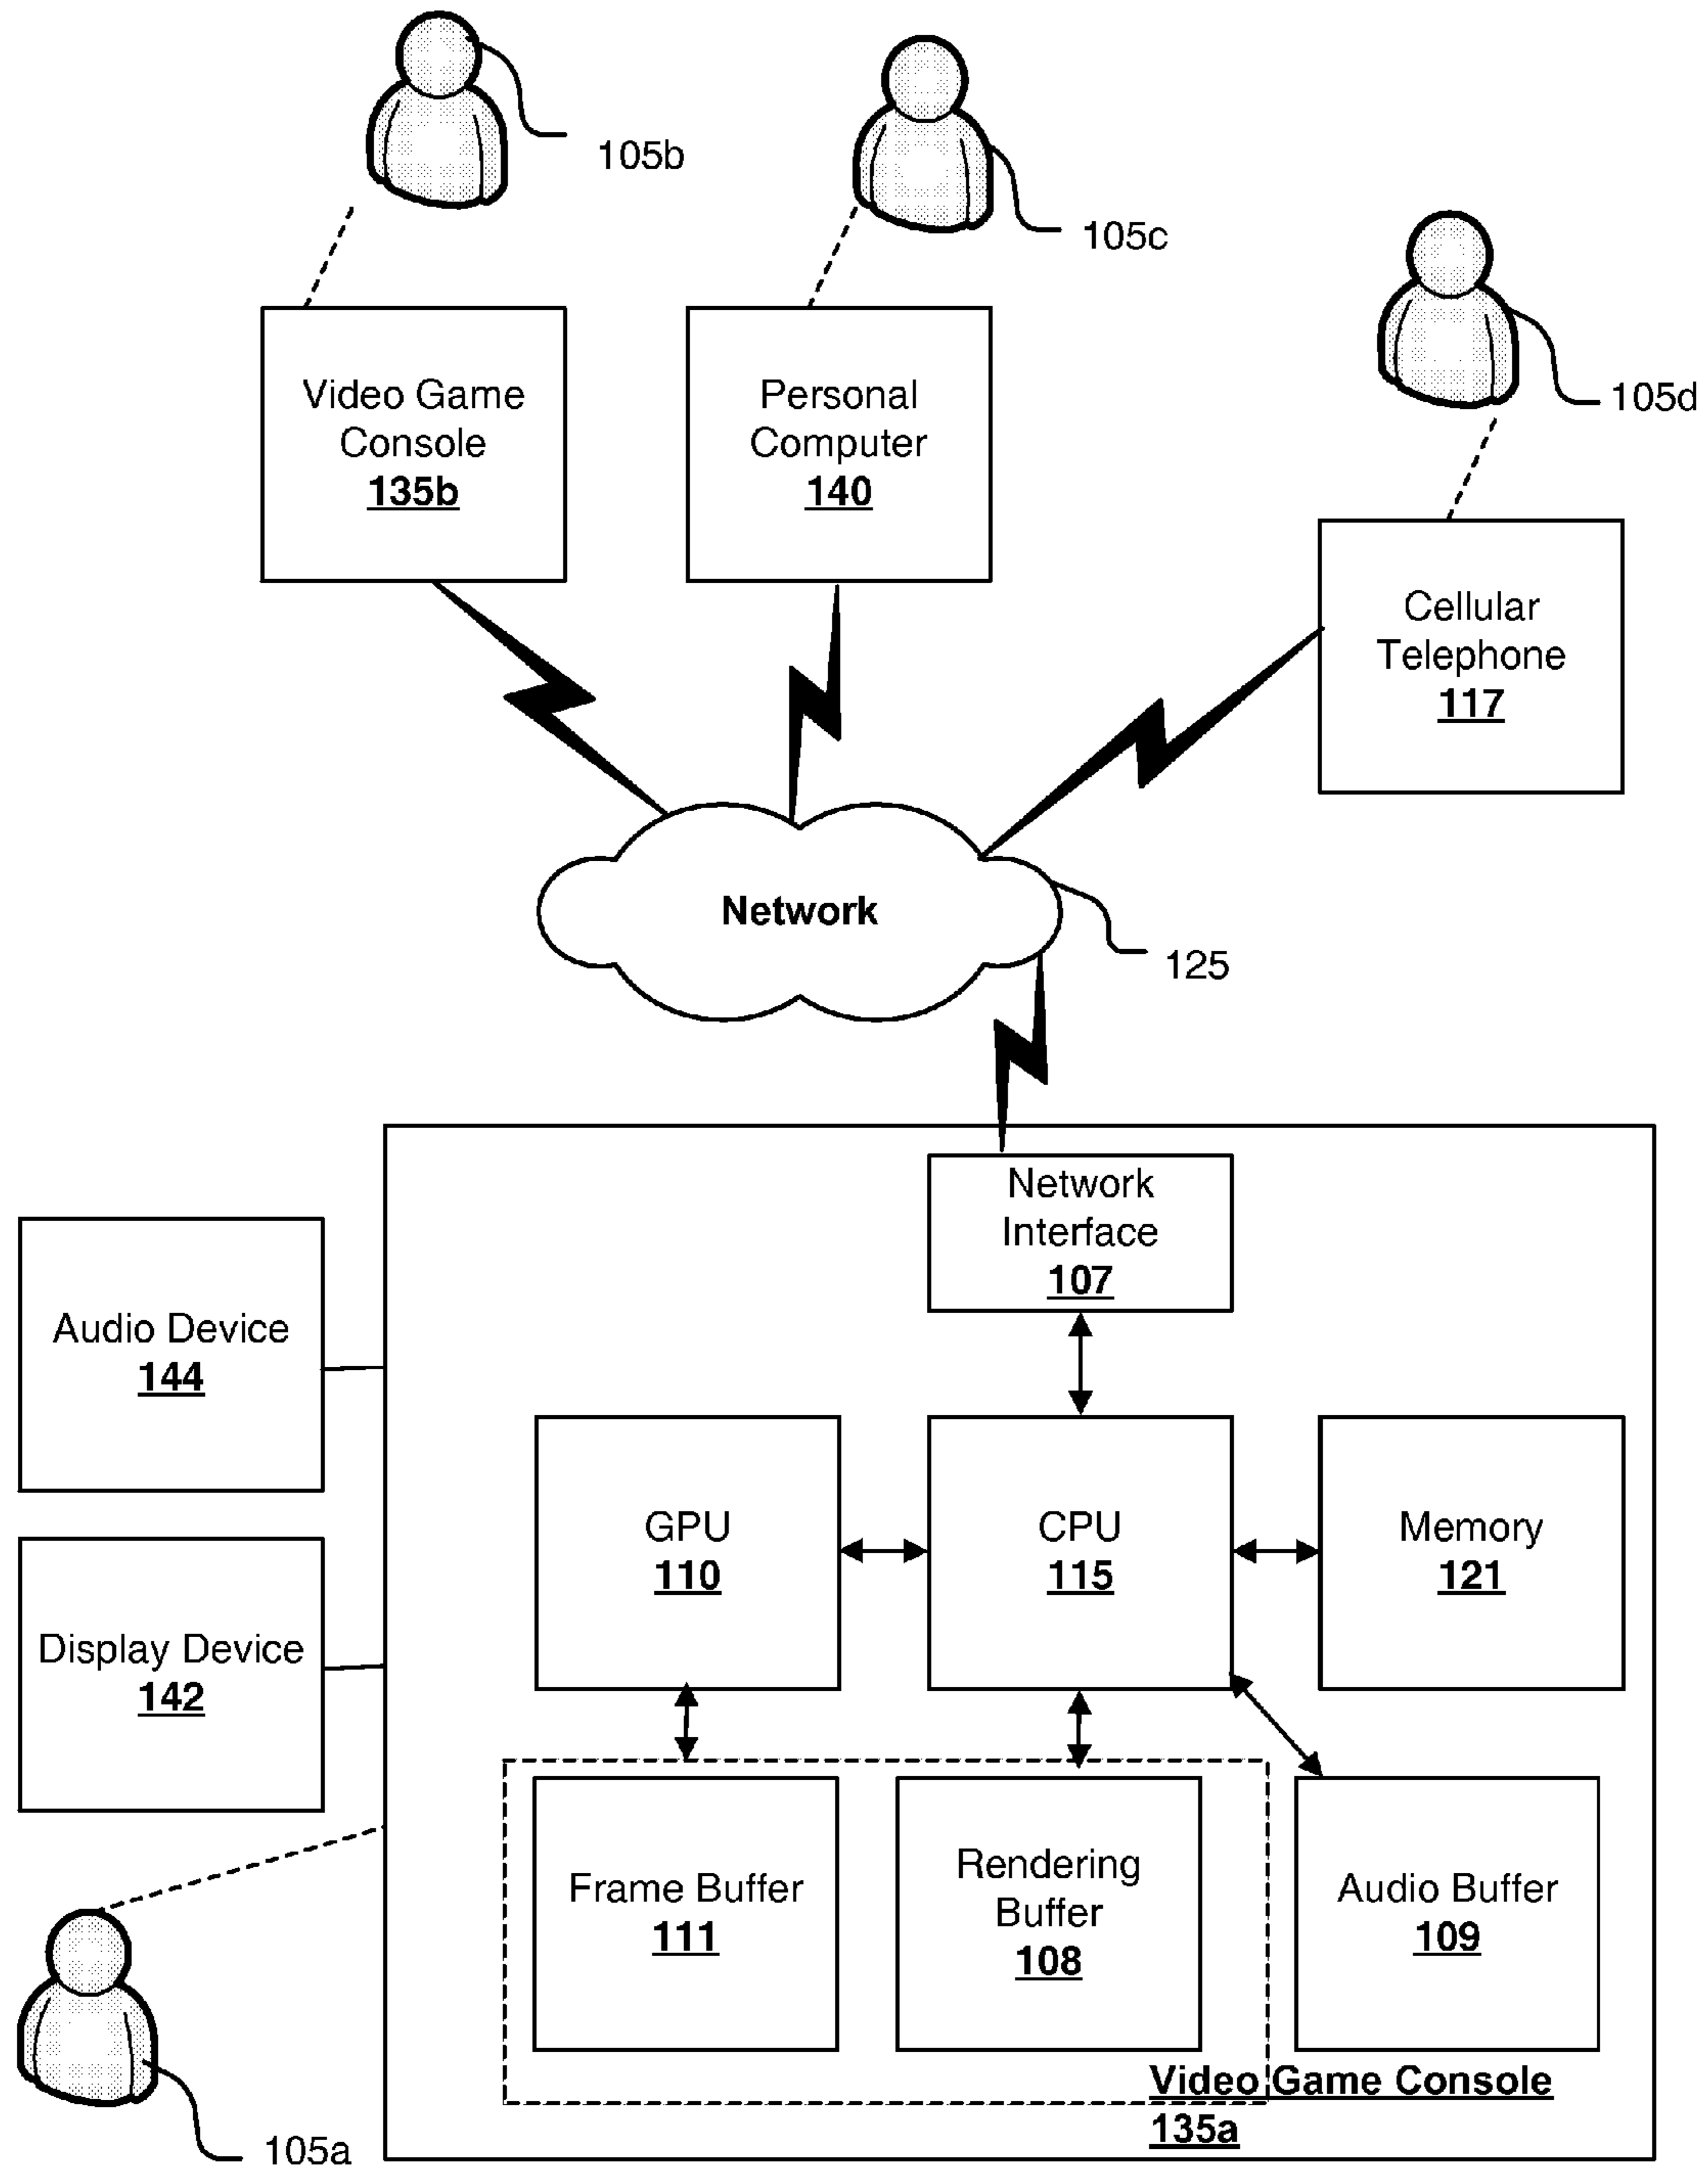 105b
105c
105d
Video Game
Console
135b
Personal
Computer
140
Cellular
Telephone
117
Network
125
Network
Interface
107
Audio Device
144
GPU
110
CPU
115
Memory
121
Display Device
142
Frame Buffer
111
Rendering
Buffer
108
Audio Buffer
109
Video Game Console
135a
105a